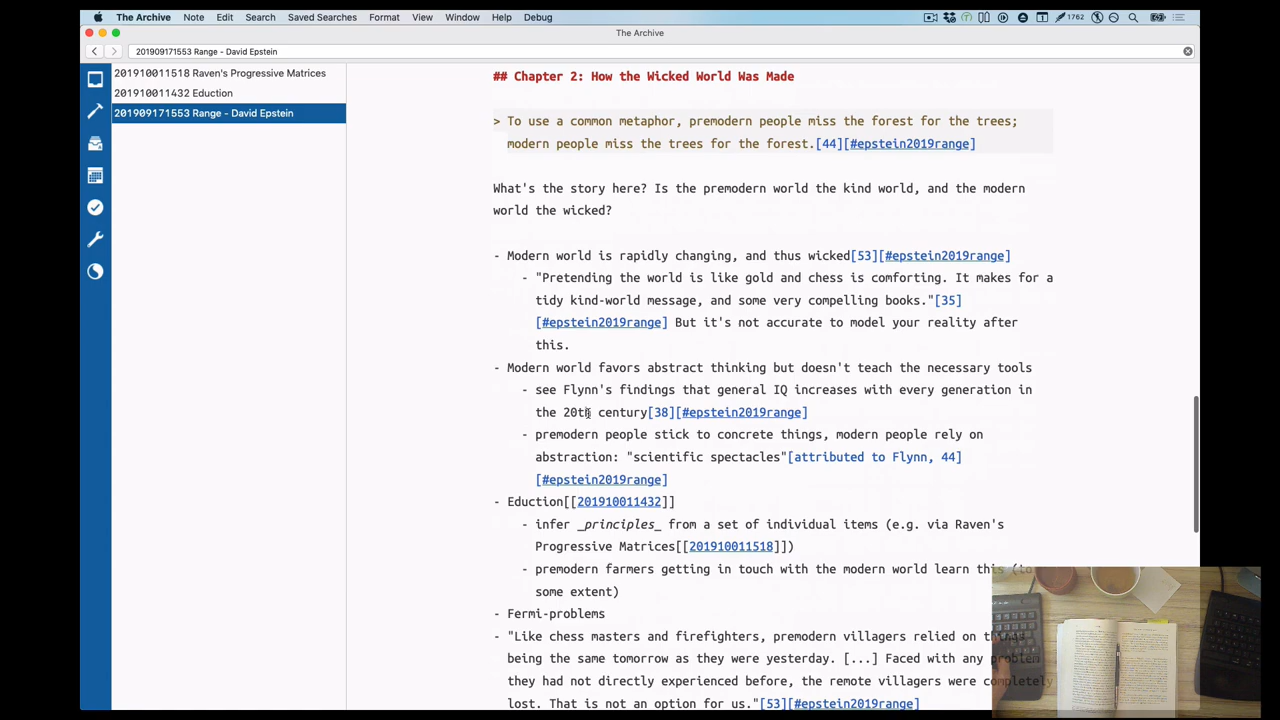 The Archive Note Edit Search Saved Searches Format View Window Help Debug 1762
The Archive
201909171553 Range - David Epstein
201910011518 Raven's Progressive Matrices
201910011432 Eduction
201909171553 Range - David Epstein
## Chapter 2: How the Wicked World Was Made
> To use a common metaphor, premodern people miss the forest for the trees;
modern people miss the trees for the forest.[44][#epstein2019range]
What's the story here? Is the premodern world the kind world, and the modern
world the wicked?
- Modern world is rapidly changing, and thus wicked[53][#epstein2019range]
- "Pretending the world is like gold and chess is comforting. It makes for a
tidy kind-world message, and some very compelling books."[35]
[#epstein2019range] But it's not accurate to model your reality after
this.
- Modern world favors abstract thinking but doesn't teach the necessary tools
- see Flynn's findings that general IQ increases with every generation in
the 20th century[38][#epstein2019range]
- premodern people stick to concrete things, modern people rely on
abstraction: "scientific spectacles"[attributed to Flynn, 44]
[#epstein2019range]
- Eduction[[201910011432]]
- infer _principles_ from a set of individual items (e.g. via Raven's
Progressive Matrices[[201910011518]])
- premodern farmers getting in touch with the modern world learn this (to
some extent)
- Fermi-problems
- "Like chess masters and firefighters, premodern villagers relied on things
being the same tomorrow as they were yesterday. [...] Faced with any problem
they had not directly experienced before, the remote villagers were completely
lost. That is not an option for us."[53][#epstein2019range]